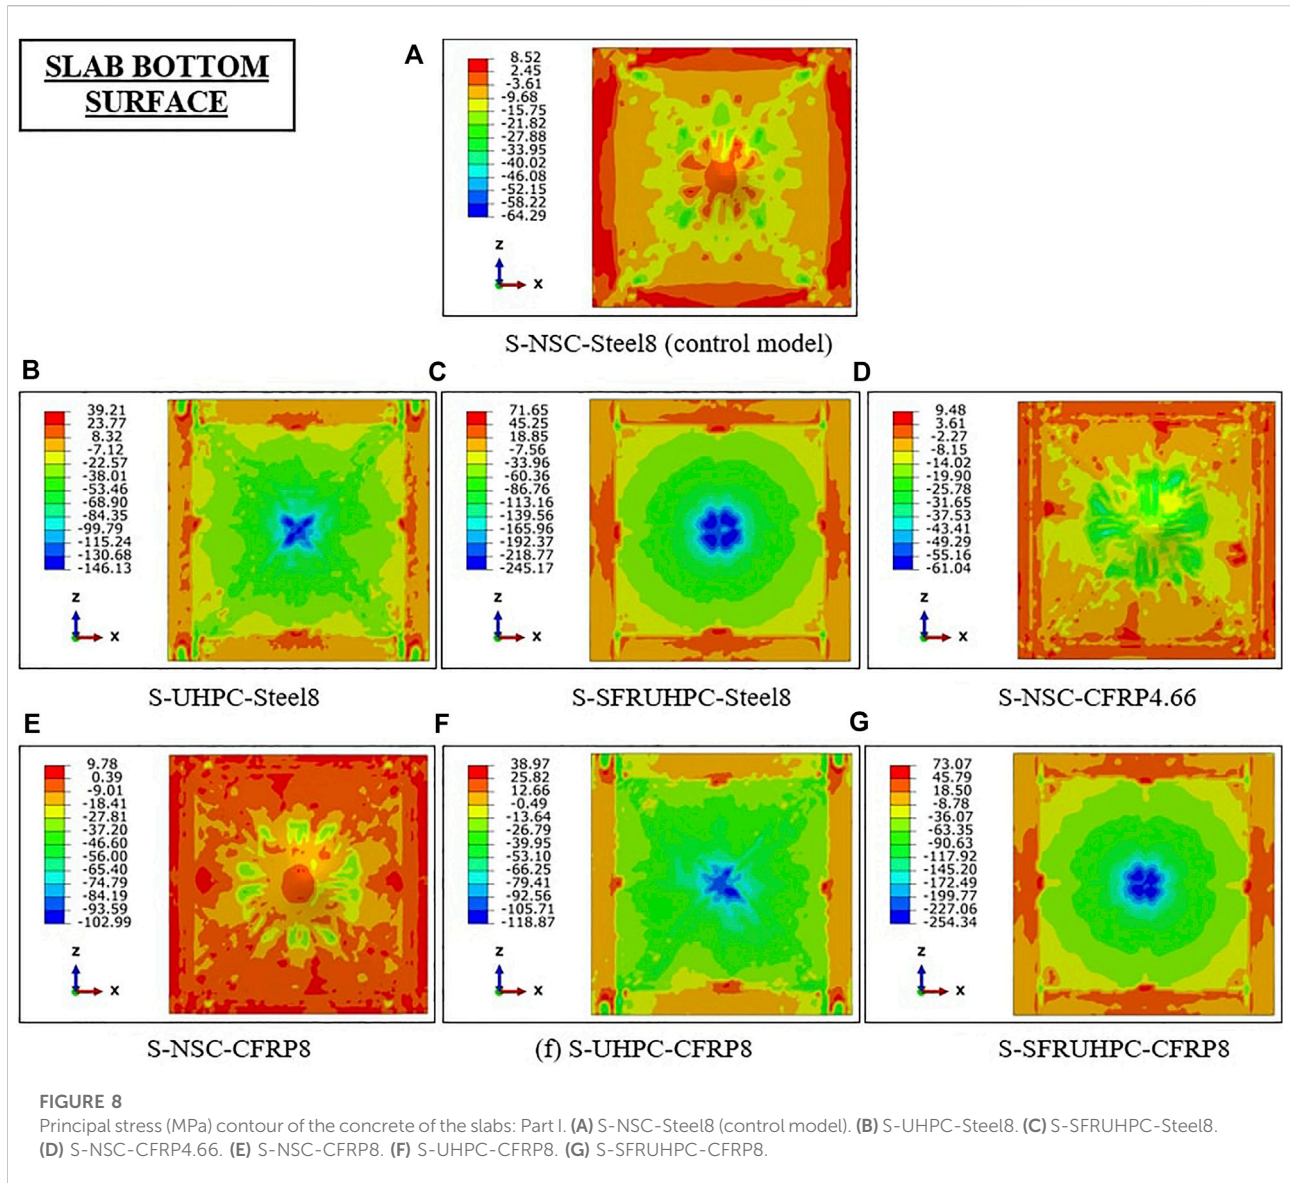 SLAB BOTTOM
SURFACE
A
8.52
2.45
-3.61
-9.68
-15.75
-21.82
-27.88
-33.95
-40.02
-46.08
-52.15
-58.22
-64.29
z
x
S-NSC-Steel8 (control model)
B
39.21
23.77
8.32
-7.12
-22.57
-38.01
-53.46
-68.90
-84.35
-99.79
-115.24
-130.68
-146.13
z
x
S-UHPC-Steel8
C
71.65
45.25
18.85
-7.56
-33.96
-60.36
-86.76
-113.16
-139.56
-165.96
-192.37
-218.77
-245.17
z
x
S-SFRUHPC-Steel8
D
9.48
3.61
-2.27
-8.15
-14.02
-19.90
-25.78
-31.65
-37.53
-43.41
-49.29
-55.16
-61.04
z
x
S-NSC-CFRP4.66
E
9.78
0.39
-9.01
-18.41
-27.81
-37.20
-46.60
-56.00
-65.40
-74.79
-84.19
-93.59
-102.99
z
x
S-NSC-CFRP8
F
38.97
25.82
12.66
-0.49
-13.64
-26.79
-39.95
-53.10
-66.25
-79.41
-92.56
-105.71
-118.87
z
x
(f) S-UHPC-CFRP8
G
73.07
45.79
18.50
-8.78
-36.07
-63.35
-90.63
-117.92
-145.20
-172.49
-199.77
-227.06
-254.34
z
x
S-SFRUHPC-CFRP8
FIGURE 8
Principal stress (MPa) contour of the concrete of the slabs: Part I. (A) S-NSC-Steel8 (control model). (B) S-UHPC-Steel8. (C) S-SFRUHPC-Steel8.
(D) S-NSC-CFRP4.66. (E) S-NSC-CFRP8. (F) S-UHPC-CFRP8. (G) S-SFRUHPC-CFRP8.